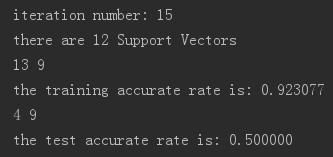 iteration number: 15
there are 12 Support Vectors
13 9
the training accurate rate is: 0.923077
4 9
the test accurate rate is: 0.500000